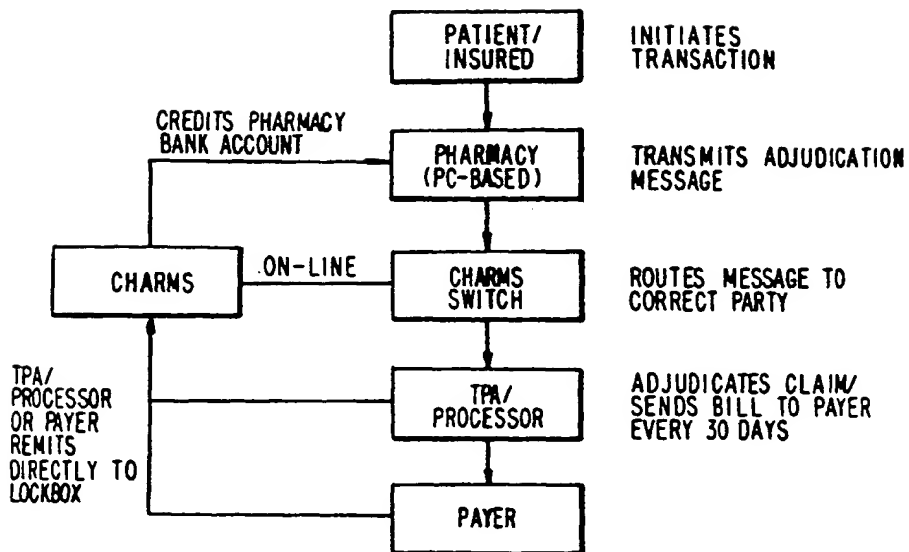 PATIENT/
INSURED
INITIATES
TRANSACTION
CREDITS PHARMACY
BANK ACCOUNT
PHARMACY
(PC-BASED)
TRANSMITS ADJUDICATION
MESSAGE
CHARMS
ON-LINE
CHARMS
SWITCH
ROUTES MESSAGE TO
CORRECT PARTY
TPA/
PROCESSOR
OR PAYER
REMITS
DIRECTLY TO
LOCKBOX
TPA/
PROCESSOR
ADJUDICATES CLAIM/
SENDS BILL TO PAYER
EVERY 30 DAYS
PAYER